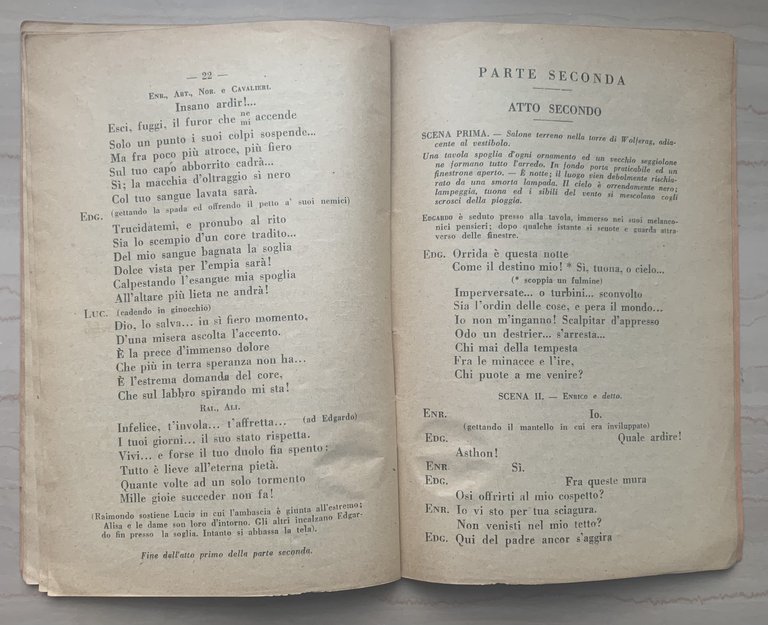 — 22 —
Enr., Art., Nor. e Cavalieri.
Insano ardir!...
Esci, fuggi, il furor che ne/mi accende
Solo un punto i suoi colpi sospende...
Ma fra poco più atroce, più fiero
Sul tuo capo abborrito cadrà...
Sì; la macchia d'oltraggio sì nero
Col tuo sangue lavata sarà.
Edg. (gettando la spada ed offrendo il petto a' suoi nemici)
Trucidatemi, e pronubo al rito
Sia lo scempio d'un core tradito...
Del mio sangue bagnata la soglia
Dolce vista per l'empia sarà!
Calpestando l'esangue mia spoglia
All'altare più lieta ne andrà!
Luc. (cadendo in ginocchio)
Dio, lo salva... in sì fiero momento,
D'una misera ascolta l'accento.
È la prece d'immenso dolore
Che più in terra speranza non ha...
È l'estrema domanda del core,
Che sul labbro spirando mi sta!
Rai., Ali.
Infelice, t'invola... t'affretta... (ad Edgardo)
I tuoi giorni... il suo stato rispetta.
Vivi... e forse il tuo duolo fia spento:
Tutto è lieve all'eterna pietà.
Quante volte ad un solo tormento
Mille gioie succeder non fa!
(Raimondo sostiene Lucia in cui l'ambascia è giunta all'estremo;
Alisa e le dame son loro d'intorno. Gli altri incalzano Edgar-
do fin presso la soglia. Intanto si abbassa la tela).
Fine dell'atto primo della parte seconda.
PARTE SECONDA
ATTO SECONDO
SCENA PRIMA. — Salone terreno nella torre di Wolferag, adia-
cente al vestibolo.
Una tavola spoglia d'ogni ornamento ed un vecchio seggiolone
ne formano tutto l'arredo. In fondo porta praticabile ed un
finestrone aperto. — È notte; il luogo vien debolmente rischia-
rato da una smorta lampada. Il cielo è orrendamente nero;
lampeggia, tuona ed i sibili del vento si mescolano cogli
scrosci della pioggia.
Edgardo è seduto presso alla tavola, immerso nei suoi melanco-
nici pensieri; dopo qualche istante si scuote e guarda attra-
verso delle finestre.
Edg. Orrida è questa notte
Come il destino mio! * Sì, tuona, o cielo...
(* scoppia un fulmine)
Imperversate... o turbini... sconvolto
Sia l'ordin delle cose, e pera il mondo...
Io non m'inganno! Scalpitar d'appresso
Odo un destrier... s'arresta...
Chi mai della tempesta
Fra le minacce e l'ire,
Chi puote a me venire?
SCENA II. — Enrico e detto.
Enr. Io.
(gettando il mantello in cui era inviluppato)
Edg. Quale ardire!
Asthon!
Enr. Sì.
Edg. Fra queste mura
Osi offrirti al mio cospetto?
Enr. Io vi sto per tua sciagura.
Non venisti nel mio tetto?
Edg. Qui del padre ancor s'aggira